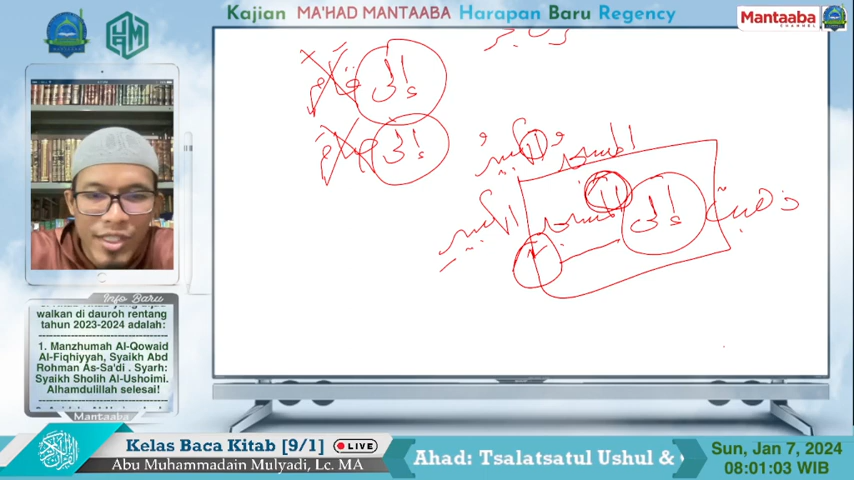 Kajian MA'HAD MANTAABA Harapan Baru Regency
Mantaaba
CHANNEL
إلى
إلى
المسجد الكبير
ذهبت إلى المسجد الكبير
Info Baru
walkan di dauroh rentang
tahun 2023-2024 adalah:
1. Manzhumah Al-Qowaid
Al-Fiqhiyyah, Syaikh Abd
Rohman As-Sa'di . Syarh:
Syaikh Sholih Al-Ushoimi.
Alhamdulillah selesai!
Mantaaba
Kelas Baca Kitab [9/1] LIVE
Abu Muhammadain Mulyadi, Lc. MA
Ahad: Tsalatsatul Ushul &
Sun, Jan 7, 2024
08:01:03 WIB